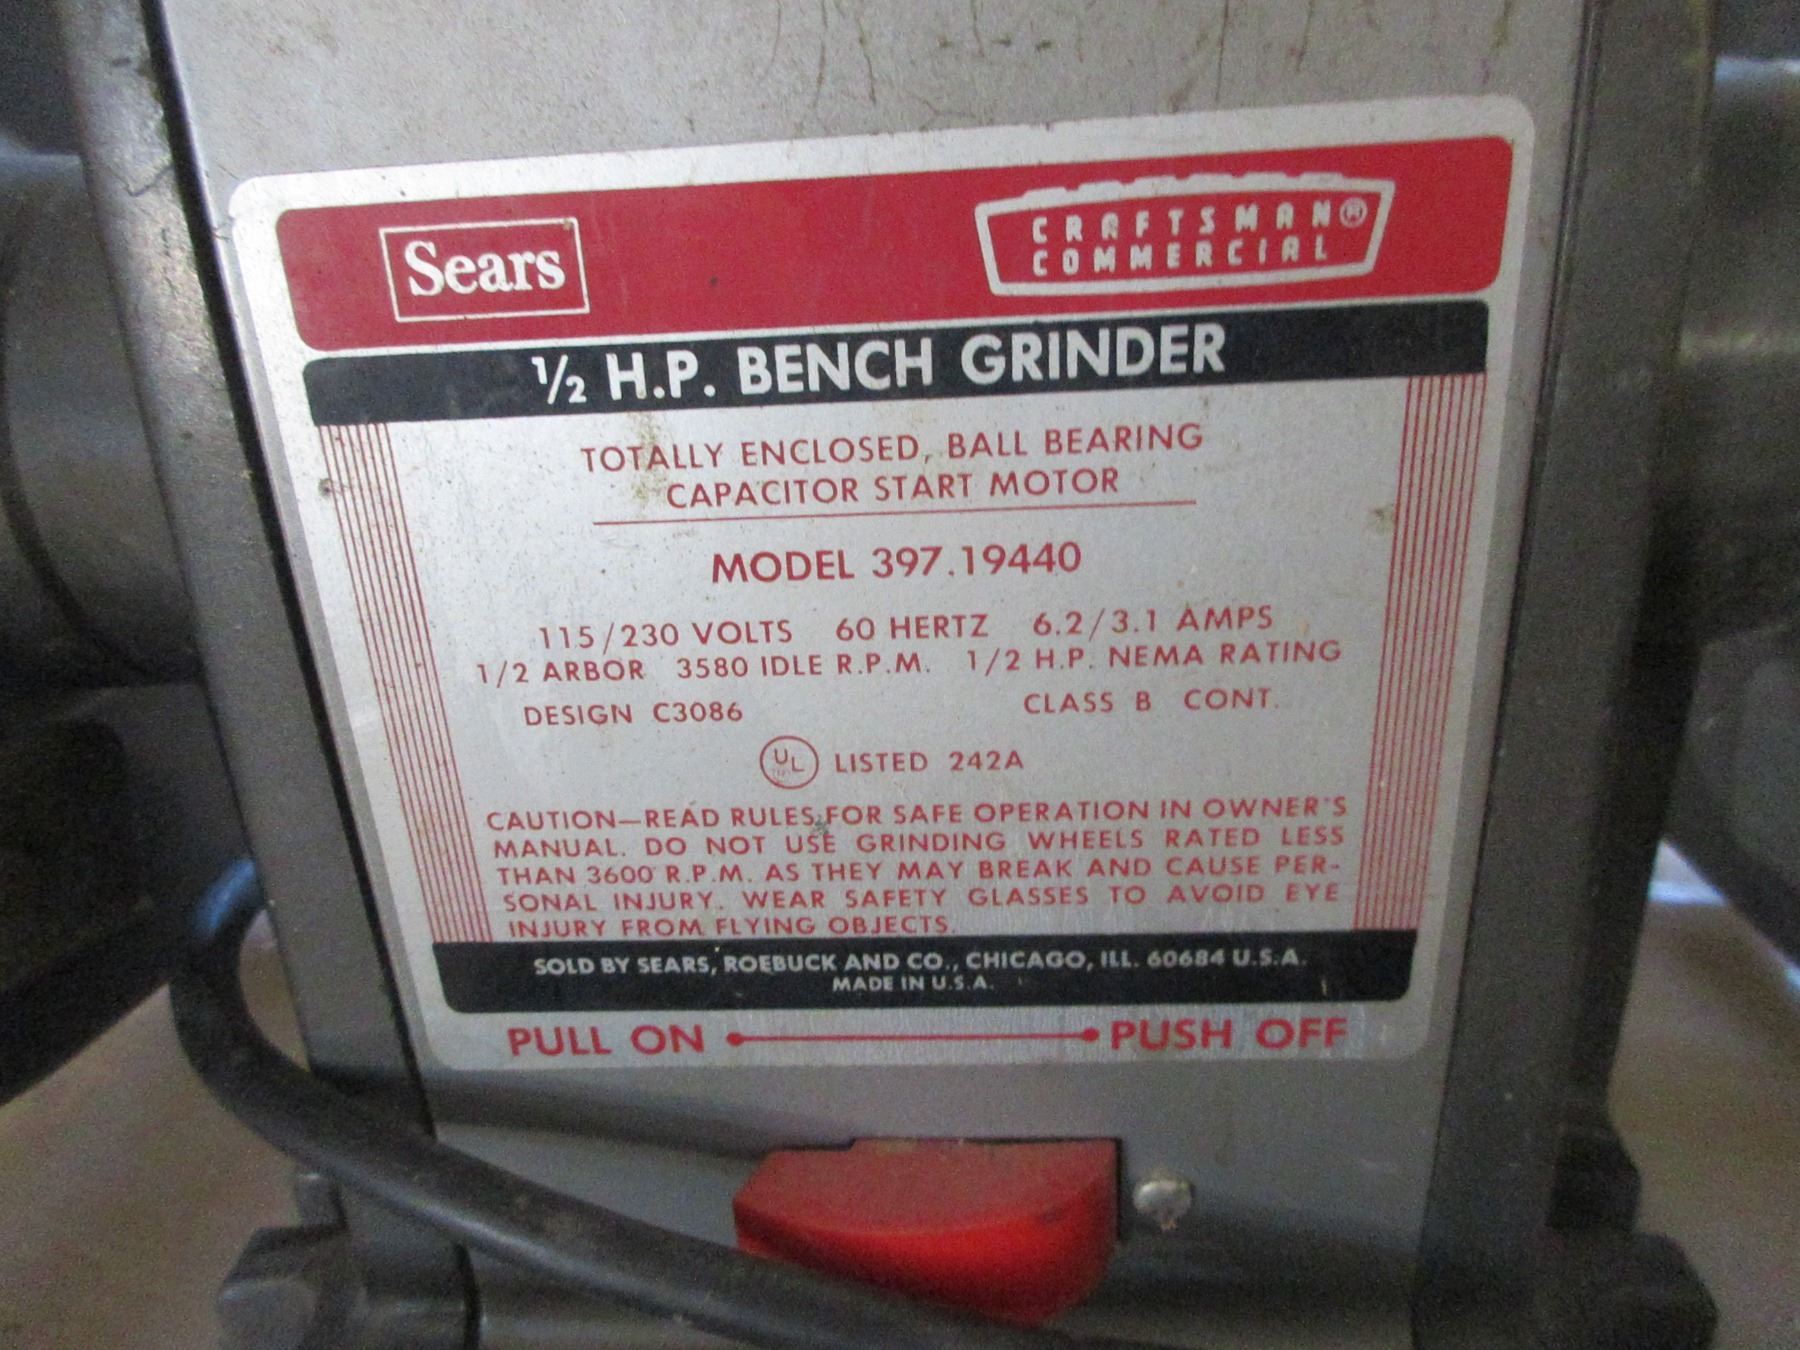 Sears
CRAFTSMAN®
COMMERCIAL
1/2 H.P. BENCH GRINDER
TOTALLY ENCLOSED, BALL BEARING
CAPACITOR START MOTOR
MODEL 397.19440
115/230 VOLTS 60 HERTZ 6.2/3.1 AMPS
1/2 ARBOR 3580 IDLE R.P.M. 1/2 H.P. NEMA RATING
DESIGN C3086 CLASS B CONT.
UL LISTED 242A
CAUTION—READ RULES FOR SAFE OPERATION IN OWNER'S
MANUAL. DO NOT USE GRINDING WHEELS RATED LESS
THAN 3600 R.P.M. AS THEY MAY BREAK AND CAUSE PER-
SONAL INJURY. WEAR SAFETY GLASSES TO AVOID EYE
INJURY FROM FLYING OBJECTS.
SOLD BY SEARS, ROEBUCK AND CO., CHICAGO, ILL. 60684 U.S.A.
MADE IN U.S.A.
PULL ON PUSH OFF